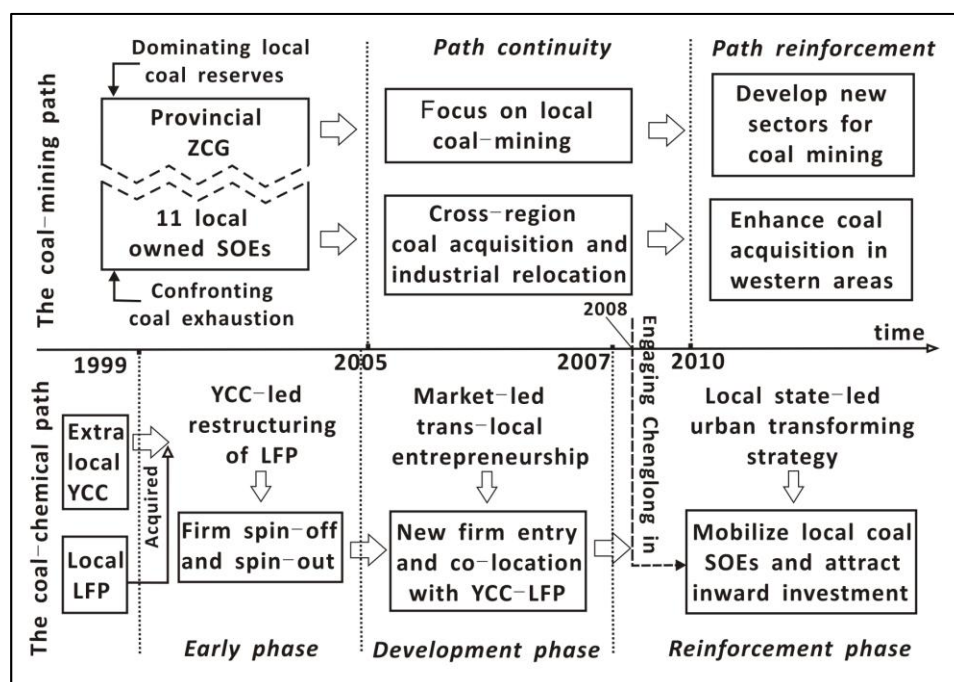 The coal-mining path
Dominating local
coal reserves
Provincial
ZCG
11 local
owned SOEs
Confronting
coal exhaustion
Path continuity
Focus on local
coal-mining
Cross-region
coal acquisition and
industrial relocation
Path reinforcement
Develop new
sectors for
coal mining
Enhance coal
acquisition in
western areas
1999
2005
2007
2008
2010
time
Engaging Chenglong in
The coal-chemical path
Extra
local
YCC
Local
LFP
Acquired
YCC-led
restructuring
of LFP
Firm spin-off
and spin-out
Early phase
Market-led
trans-local
entrepreneurship
New firm entry
and co-location
with YCC-LFP
Development phase
Local state-led
urban transforming
strategy
Mobilize local coal
SOEs and attract
inward investment
Reinforcement phase